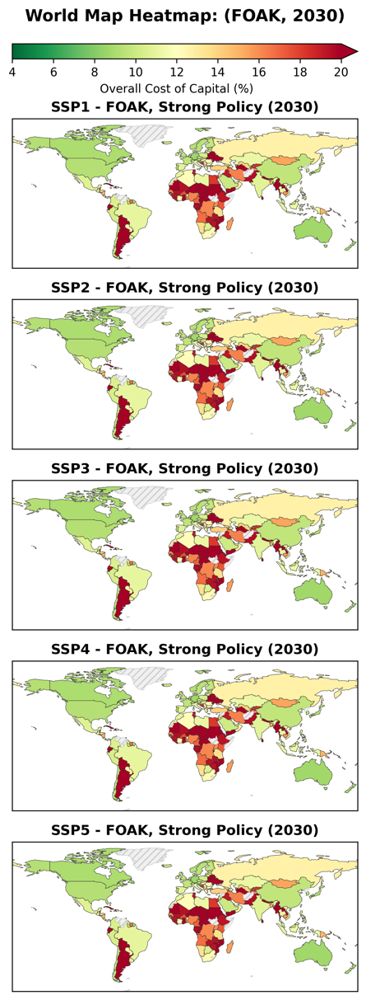 World Map Heatmap: (FOAK, 2030)
4 6 8 10 12 14 16 18 20
Overall Cost of Capital (%)
SSP1 - FOAK, Strong Policy (2030)
SSP2 - FOAK, Strong Policy (2030)
SSP3 - FOAK, Strong Policy (2030)
SSP4 - FOAK, Strong Policy (2030)
SSP5 - FOAK, Strong Policy (2030)